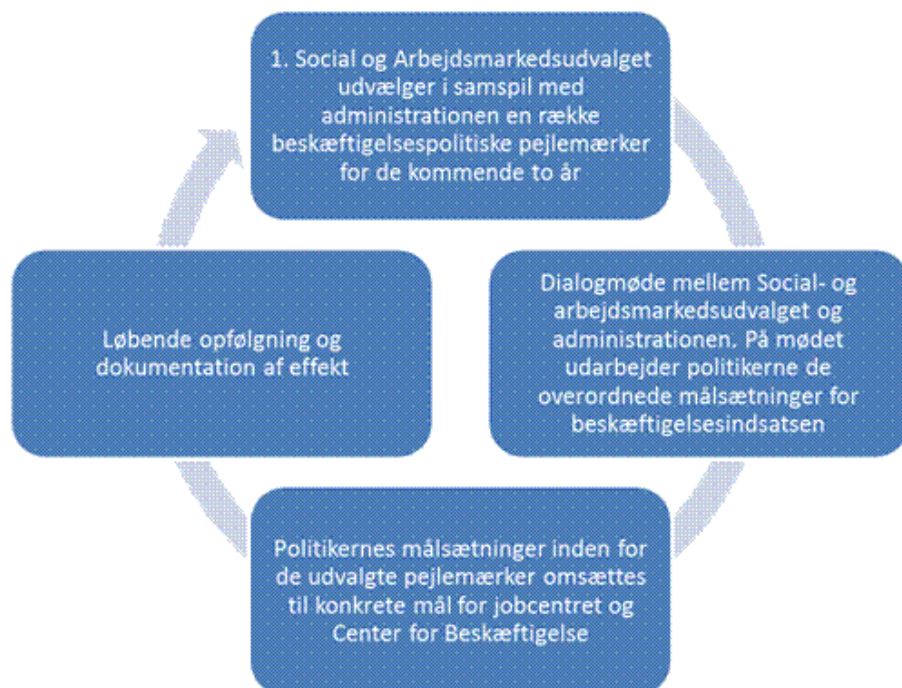 1. Social og Arbejdsmarkedsudvalget
udvælger i samspil med
administrationen en række
beskæftigelsespolitiske pejlemærker
for de kommende to år
Dialogmøde mellem Social- og
arbejdsmarkedsudvalget og
administrationen. På mødet
udarbejder politikerne de
overordnede målsætninger for
beskæftigelsesindsatsen
Politikernes målsætninger inden for
de udvalgte pejlemærker omsættes
til konkrete mål for jobcentret og
Center for Beskæftigelse
Løbende opfølgning og
dokumentation af effekt